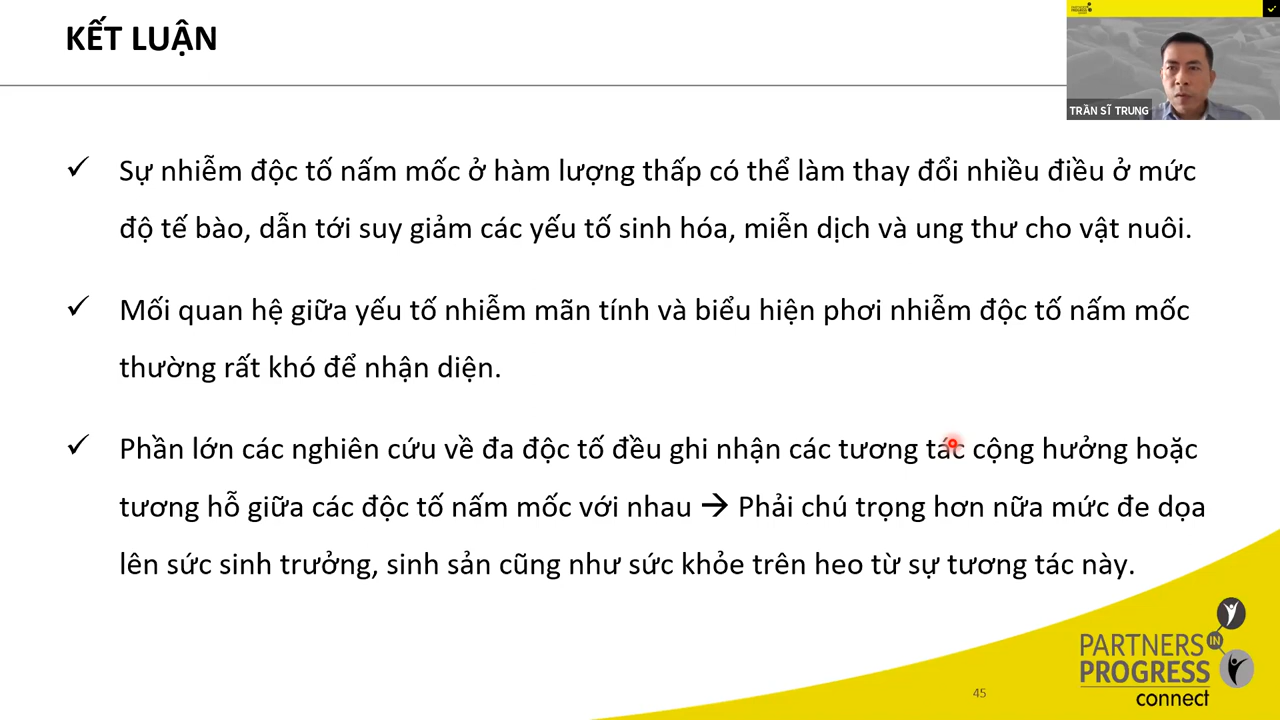 KẾT LUẬN
TRẦN SĨ TRUNG
✓ Sự nhiễm độc tố nấm mốc ở hàm lượng thấp có thể làm thay đổi nhiều điều ở mức
độ tế bào, dẫn tới suy giảm các yếu tố sinh hóa, miễn dịch và ung thư cho vật nuôi.
✓ Mối quan hệ giữa yếu tố nhiễm mãn tính và biểu hiện phơi nhiễm độc tố nấm mốc
thường rất khó để nhận diện.
✓ Phần lớn các nghiên cứu về đa độc tố đều ghi nhận các tương tác cộng hưởng hoặc
tương hỗ giữa các độc tố nấm mốc với nhau → Phải chú trọng hơn nữa mức đe dọa
lên sức sinh trưởng, sinh sản cũng như sức khỏe trên heo từ sự tương tác này.
PARTNERS
IN
PROGRESS
connect
45